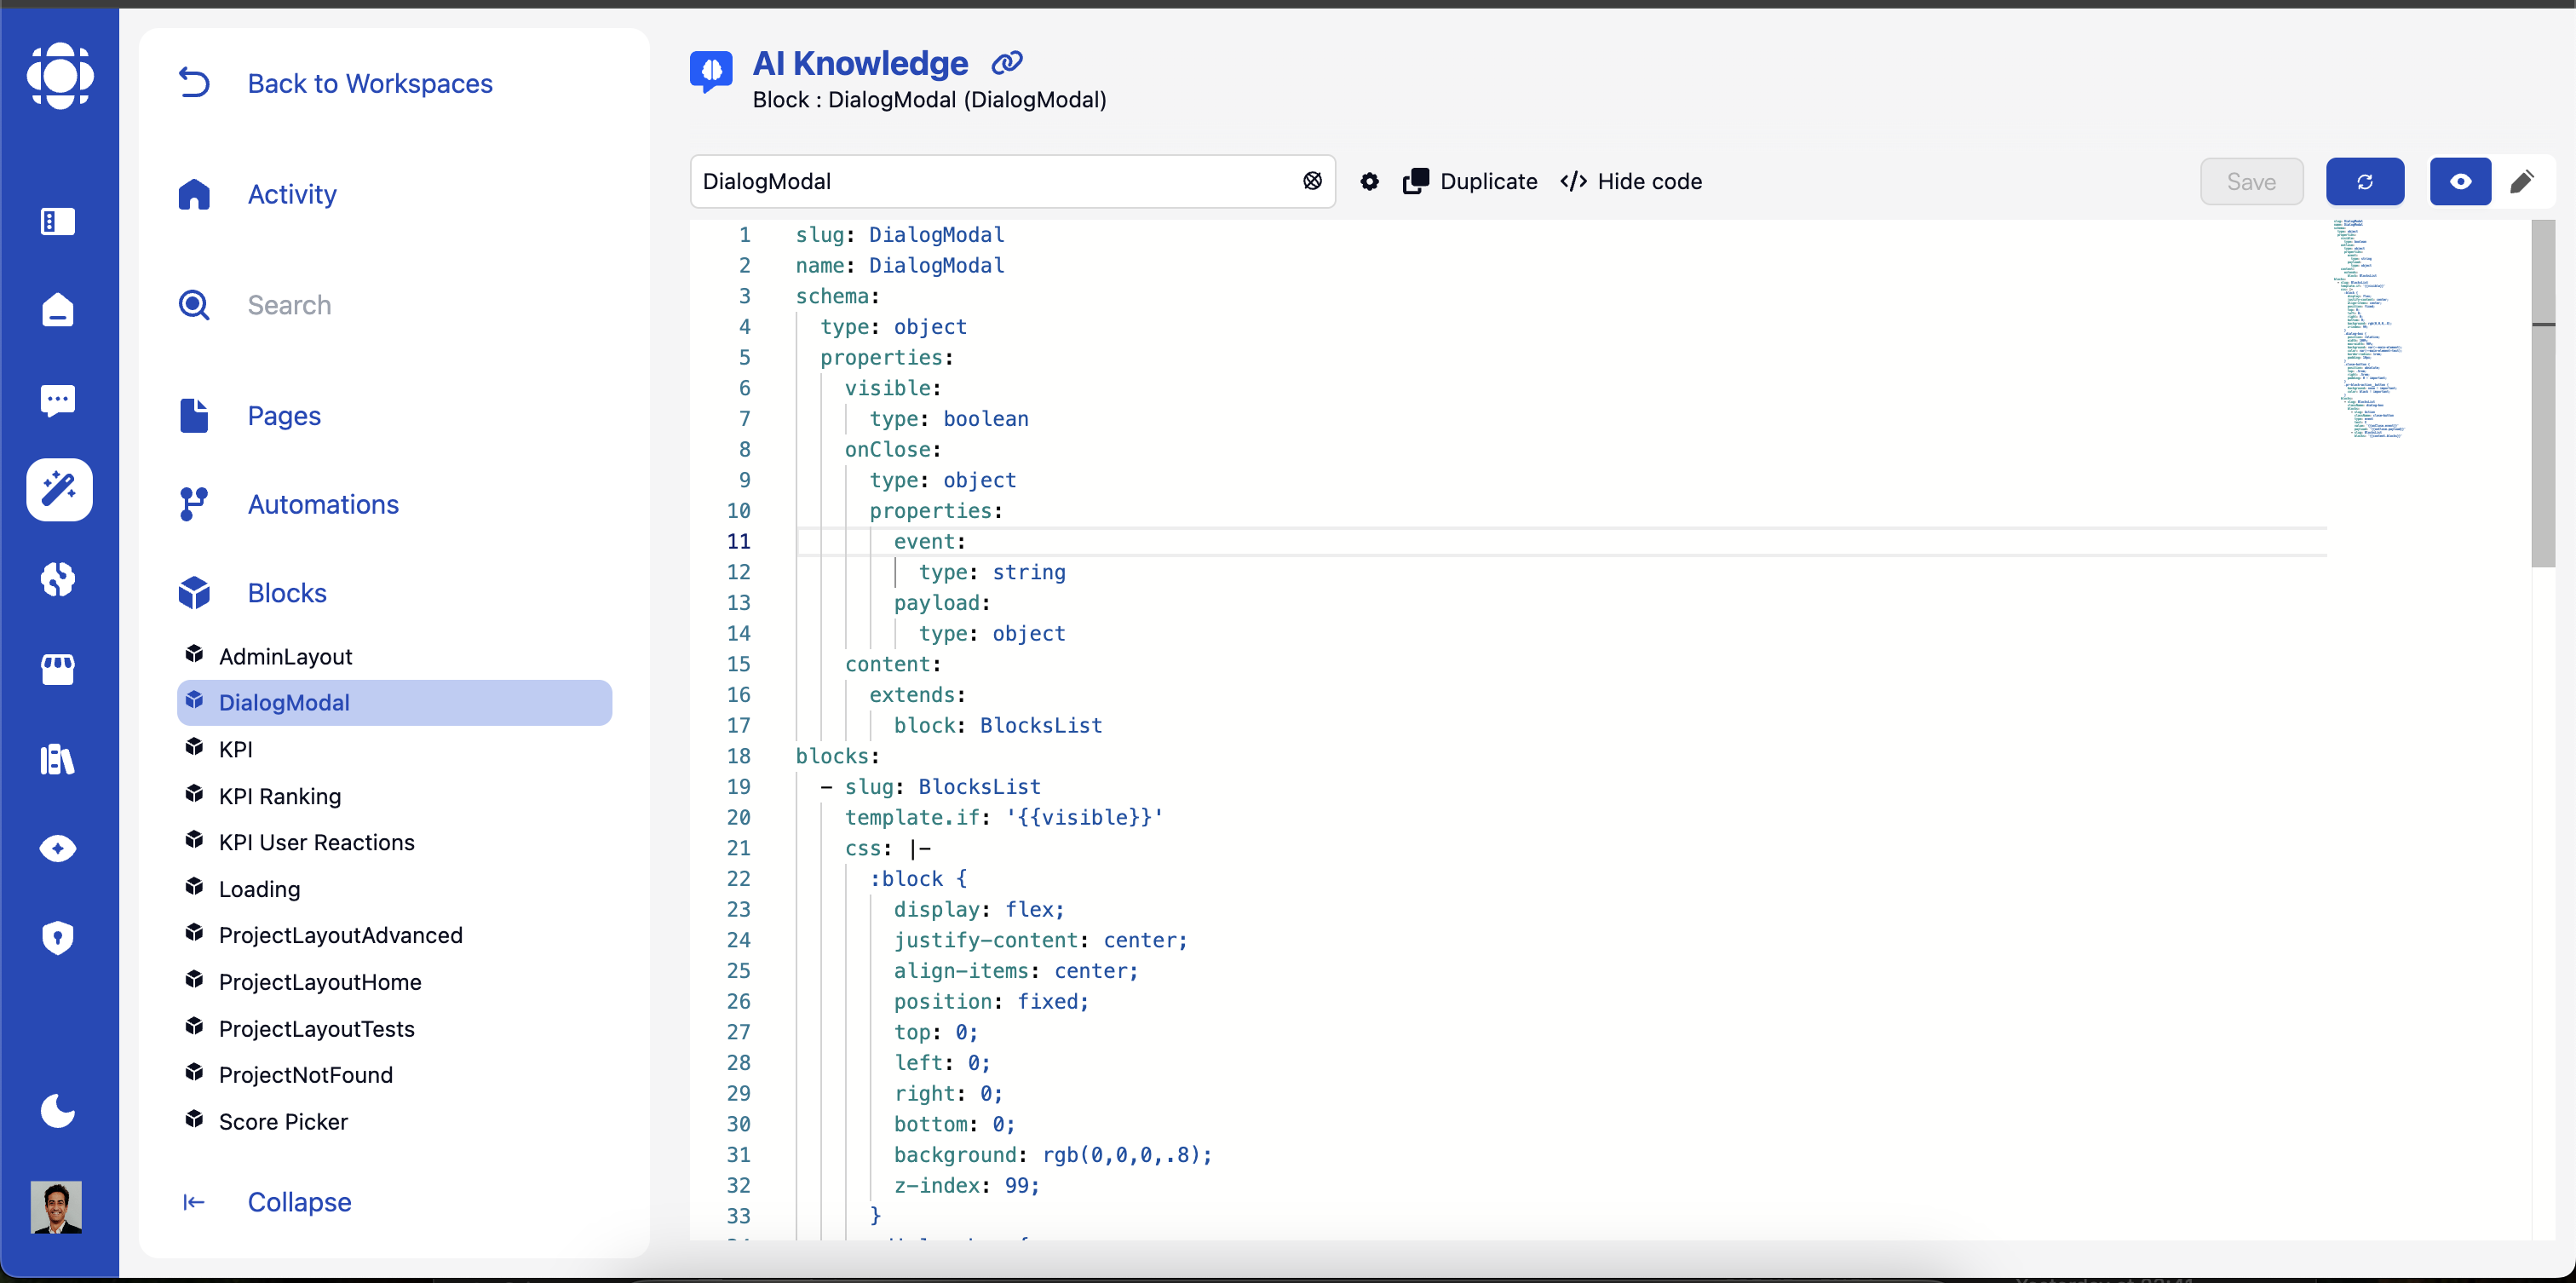 Back to Workspaces
Activity
Search
Pages
Automations
Blocks
AdminLayout
DialogModal
KPI
KPI Ranking
KPI User Reactions
Loading
ProjectLayoutAdvanced
ProjectLayoutHome
ProjectLayoutTests
ProjectNotFound
Score Picker
Collapse
AI Knowledge
Block : DialogModal (DialogModal)
DialogModal
Duplicate
</> Hide code
Save
1 slug: DialogModal
2 name: DialogModal
3 schema:
4 type: object
5 properties:
6 visible:
7 type: boolean
8 onClose:
9 type: object
10 properties:
11 event:
12 type: string
13 payload:
14 type: object
15 content:
16 extends:
17 block: BlocksList
18 blocks:
19 - slug: BlocksList
20 template.if: '{{visible}}'
21 css: |-
22 :block {
23 display: flex;
24 justify-content: center;
25 align-items: center;
26 position: fixed;
27 top: 0;
28 left: 0;
29 right: 0;
30 bottom: 0;
31 background: rgb(0,0,0,.8);
32 z-index: 99;
33 }